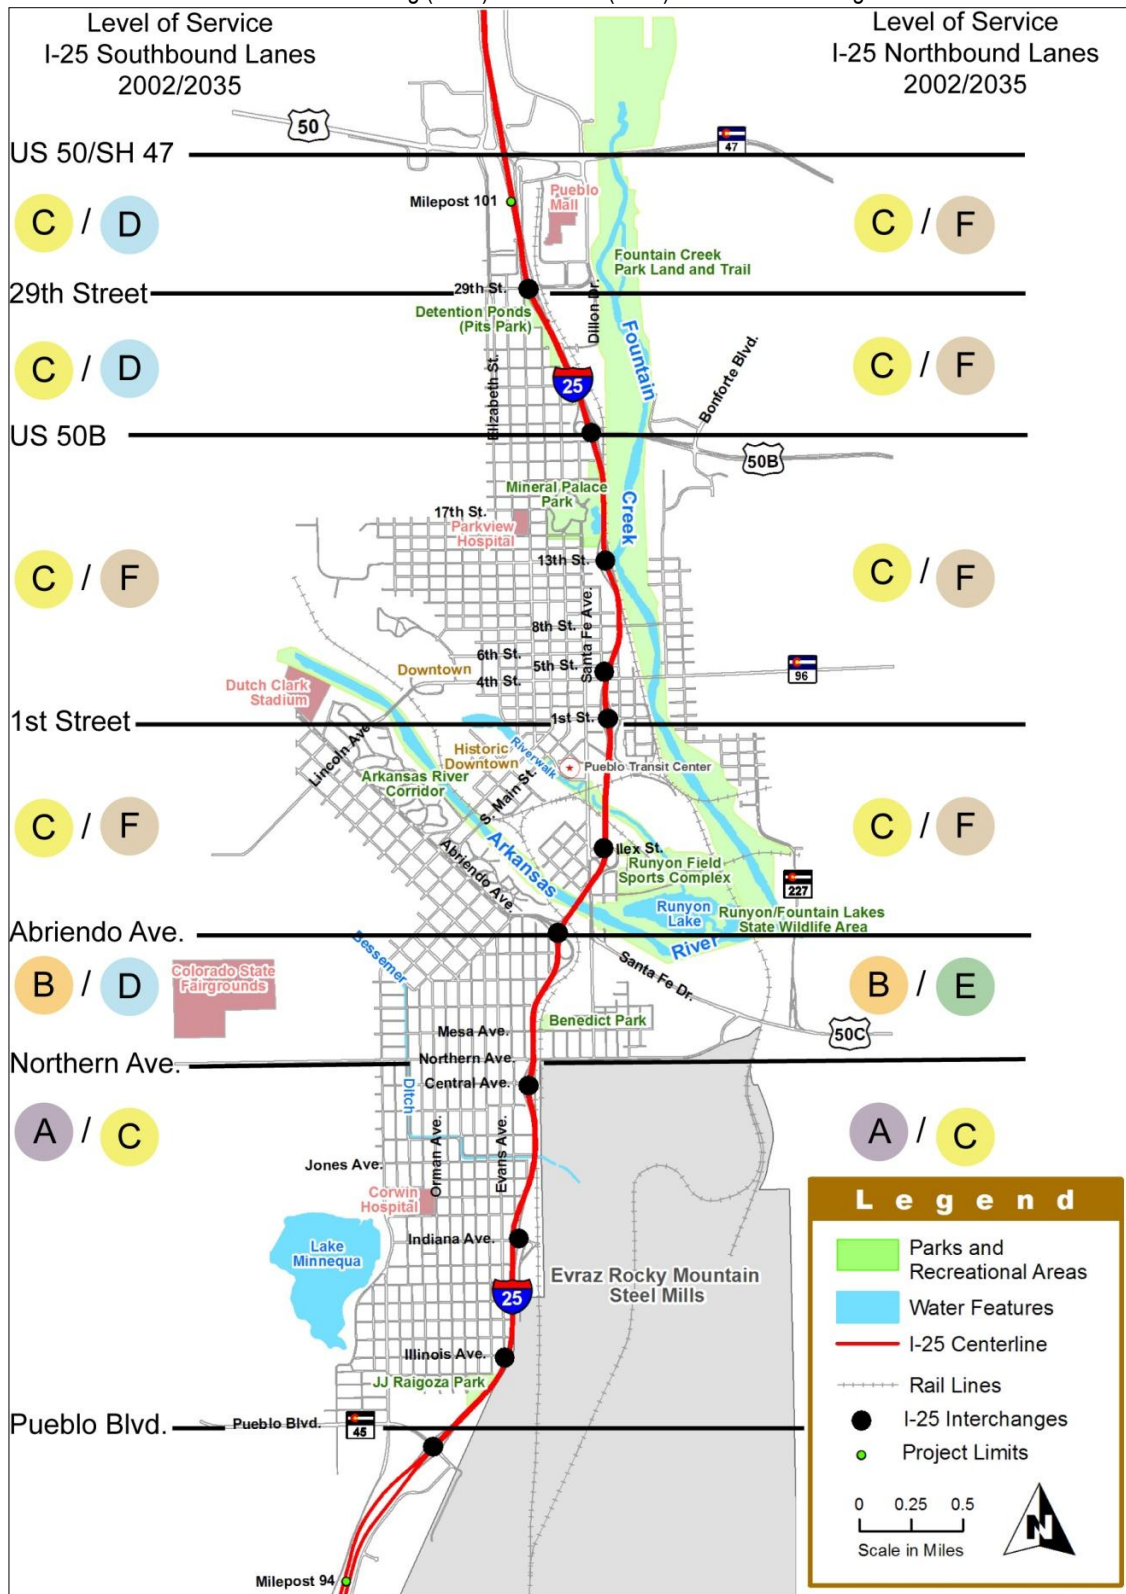 Level of Service
I-25 Southbound Lanes
2002/2035
Level of Service
I-25 Northbound Lanes
2002/2035
50
47
US 50/SH 47
Milepost 101
Pueblo
Mall
C / D
C / F
Fountain Creek
Park Land and Trail
29th Street
29th St.
Detention Ponds
(Pits Park)
Dillon Dr.
Fountain
C / D
C / F
25
Elizabeth St.
Bonforte Blvd.
US 50B
50B
Mineral Palace
Park
Creek
17th St.
Parkview
Hospital
13th St.
C / F
C / F
Santa Fe Ave.
8th St.
6th St.
5th St.
4th St.
Downtown
96
Dutch Clark
Stadium
1st Street
1st St.
Lincoln Ave
Historic
Downtown
Riverwalk
Pueblo Transit Center
Arkansas River
Corridor
S. Main St.
C / F
C / F
Arkansas
Abriendo Ave.
Ilex St.
Runyon Field
Sports Complex
227
Runyon
Lake
Runyon/Fountain Lakes
State Wildlife Area
River
Abriendo Ave.
Bessemer
Santa Fe Dr.
B / D
Colorado State
Fairgrounds
B / E
Benedict Park
50C
Mesa Ave.
Northern Ave.
Northern Ave.
Central Ave.
Ditch
A / C
A / C
Orman Ave.
Evans Ave.
Jones Ave.
Corwin
Hospital
Indiana Ave.
Lake
Minnequa
Evraz Rocky Mountain
Steel Mills
25
Illinois Ave.
JJ Raigoza Park
Pueblo Blvd.
Pueblo Blvd.
45
Milepost 94
Legend
Parks and
Recreational Areas
Water Features
I-25 Centerline
Rail Lines
I-25 Interchanges
Project Limits
0 0.25 0.5
Scale in Miles
N